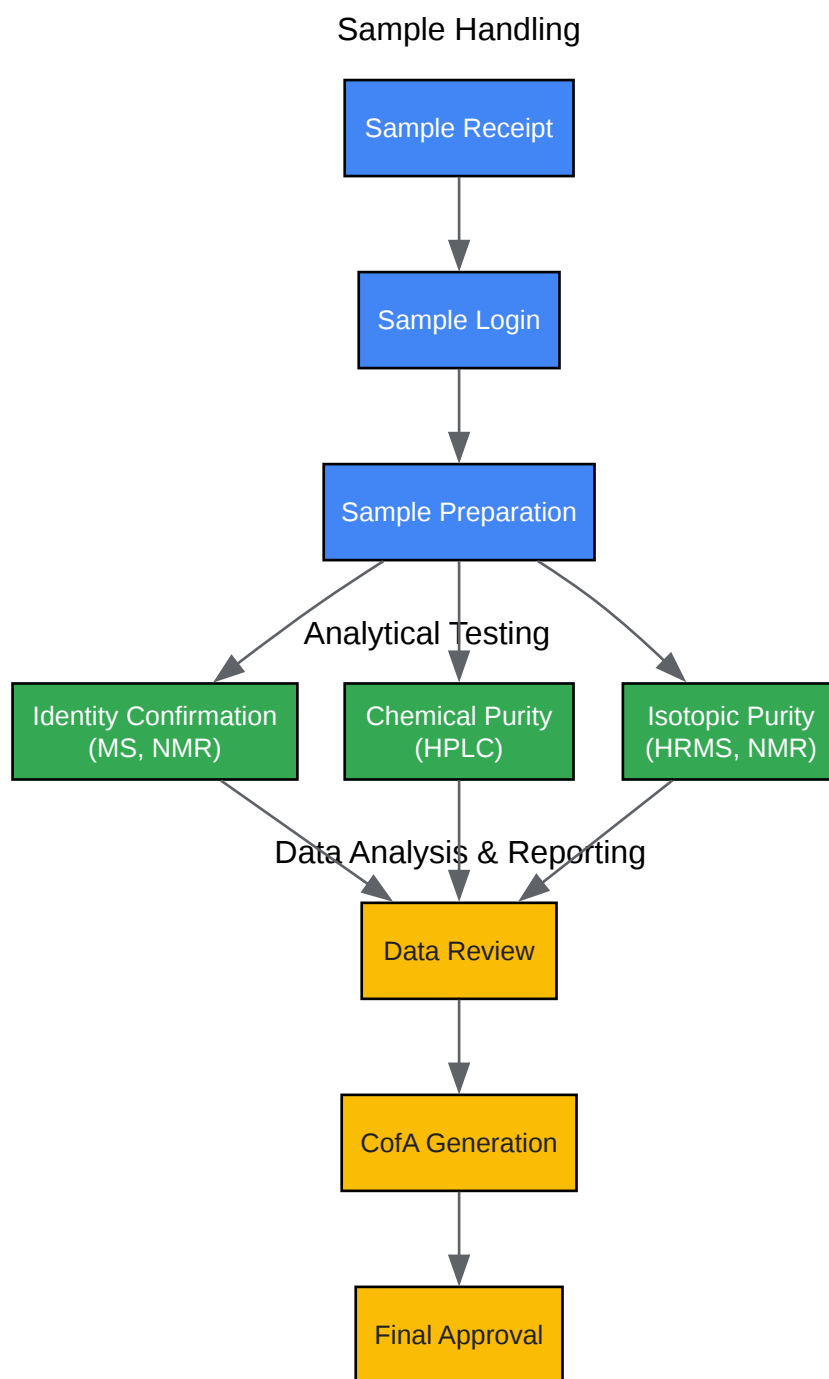 Sample Handling
Sample Receipt
Sample Login
Sample Preparation
Analytical Testing
Identity Confirmation
(MS, NMR)
Chemical Purity
(HPLC)
Isotopic Purity
(HRMS, NMR)
Data Analysis & Reporting
Data Review
CofA Generation
Final Approval